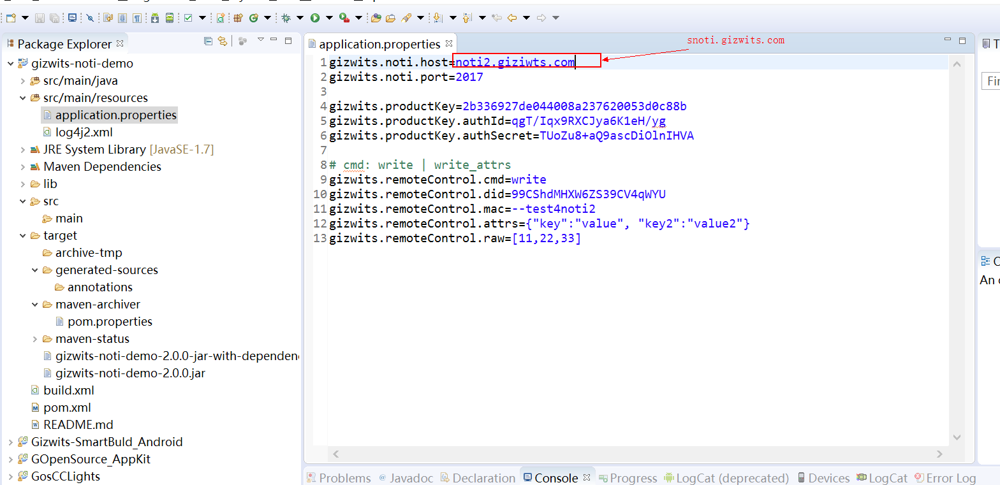 Package Explorer
gizwits-noti-demo
src/main/java
src/main/resources
application.properties
log4j2.xml
JRE System Library [JavaSE-1.7]
Maven Dependencies
lib
src
main
target
archive-tmp
generated-sources
annotations
maven-archiver
pom.properties
maven-status
gizwits-noti-demo-2.0.0-jar-with-dependen
gizwits-noti-demo-2.0.0.jar
build.xml
pom.xml
README.md
Gizwits-SmartBuld_Android
GOpenSource_AppKit
GosCCLights
application.properties
snoti.gizwits.com
1 gizwits.noti.host=noti2.giziwts.com
2 gizwits.noti.port=2017
3
4 gizwits.productKey=2b336927de044008a237620053d0c88b
5 gizwits.productKey.authId=qgT/Iqx9RXCJya6K1eH/yg
6 gizwits.productKey.authSecret=TUoZu8+aQ9ascDiOlnIHVA
7
8 # cmd: write | write_attrs
9 gizwits.remoteControl.cmd=write
10 gizwits.remoteControl.did=99CShdMHXW6ZS39CV4qWYU
11 gizwits.remoteControl.mac=--test4noti2
12 gizwits.remoteControl.attrs={"key":"value", "key2":"value2"}
13 gizwits.remoteControl.raw=[11,22,33]
Problems @ Javadoc Declaration Console Progress LogCat (deprecated) Devices LogCat Error Log
T
Fin
An